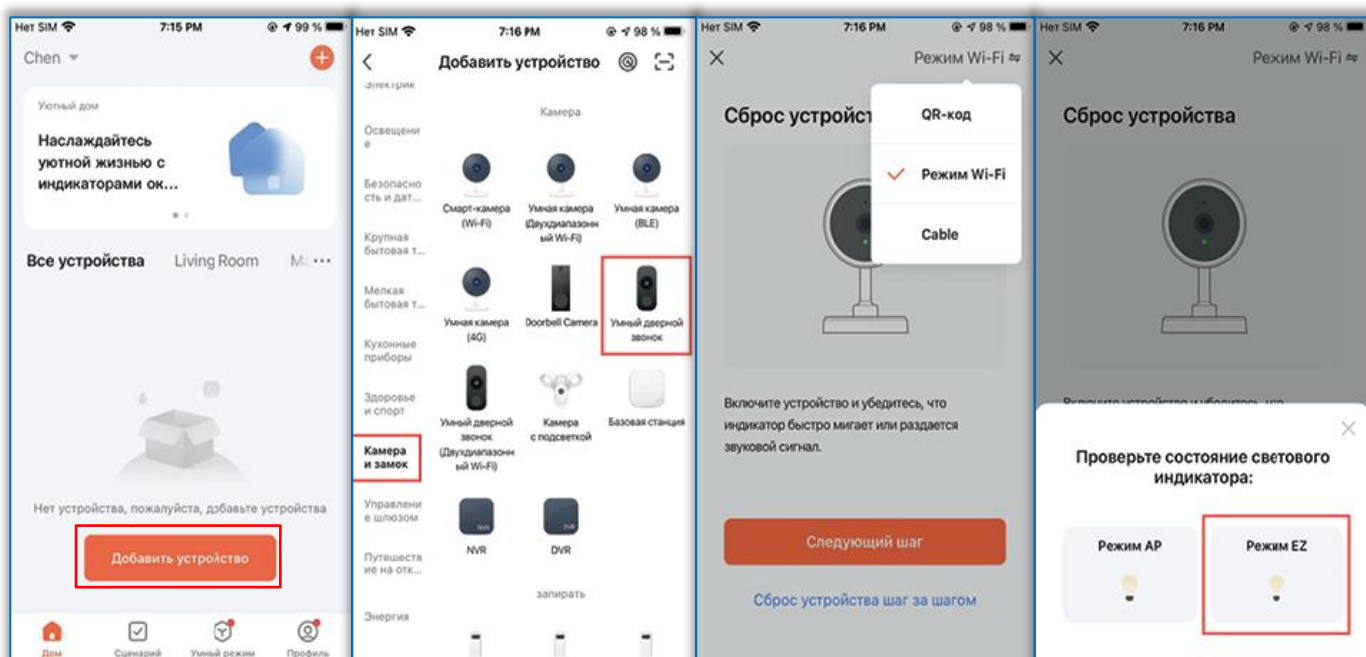 Нет SIM 7:15 PM 99 %
Chen
Уютный дом
Наслаждайтесь
уютной жизнью с
индикаторами ок...
Все устройства Living Room
Нет устройства, пожалуйста, добавьте устройства
Добавить устройство
Дом Сценарий Умный режим Профиль
Нет SIM 7:16 PM 98 %
Добавить устройство
Электрик
Освещени
е
Безопасно
сть и дат...
Крупная
бытовая т...
Мелкая
бытовая т...
Кухонные
приборы
Здоровье
и спорт
Камера
и замок
Управлени
е шлюзом
Путешеств
ие на отк...
Энергия
Камера
Смарт-камера
(Wi-Fi)
Умная камера
(Двухдиапазонн
ый Wi-Fi)
Умная камера
(BLE)
Умная камера
(4G)
Doorbell Camera
Умный дверной
звонок
Умный дверной
звонок
(Двухдиапазонн
ый Wi-Fi)
Камера
с подсветкой
Базовая станция
NVR
DVR
запирать
Нет SIM 7:16 PM 98 %
Режим Wi-Fi
Сброс устройст
QR-код
Режим Wi-Fi
Cable
Включите устройство и убедитесь, что
индикатор быстро мигает или раздается
звуковой сигнал.
Следующий шаг
Сброс устройства шаг за шагом
Нет SIM 7:16 PM 98 %
Режим Wi-Fi
Сброс устройства
Включите устройство и убедитесь, что
Проверьте состояние светового
индикатора:
Режим AP Режим EZ